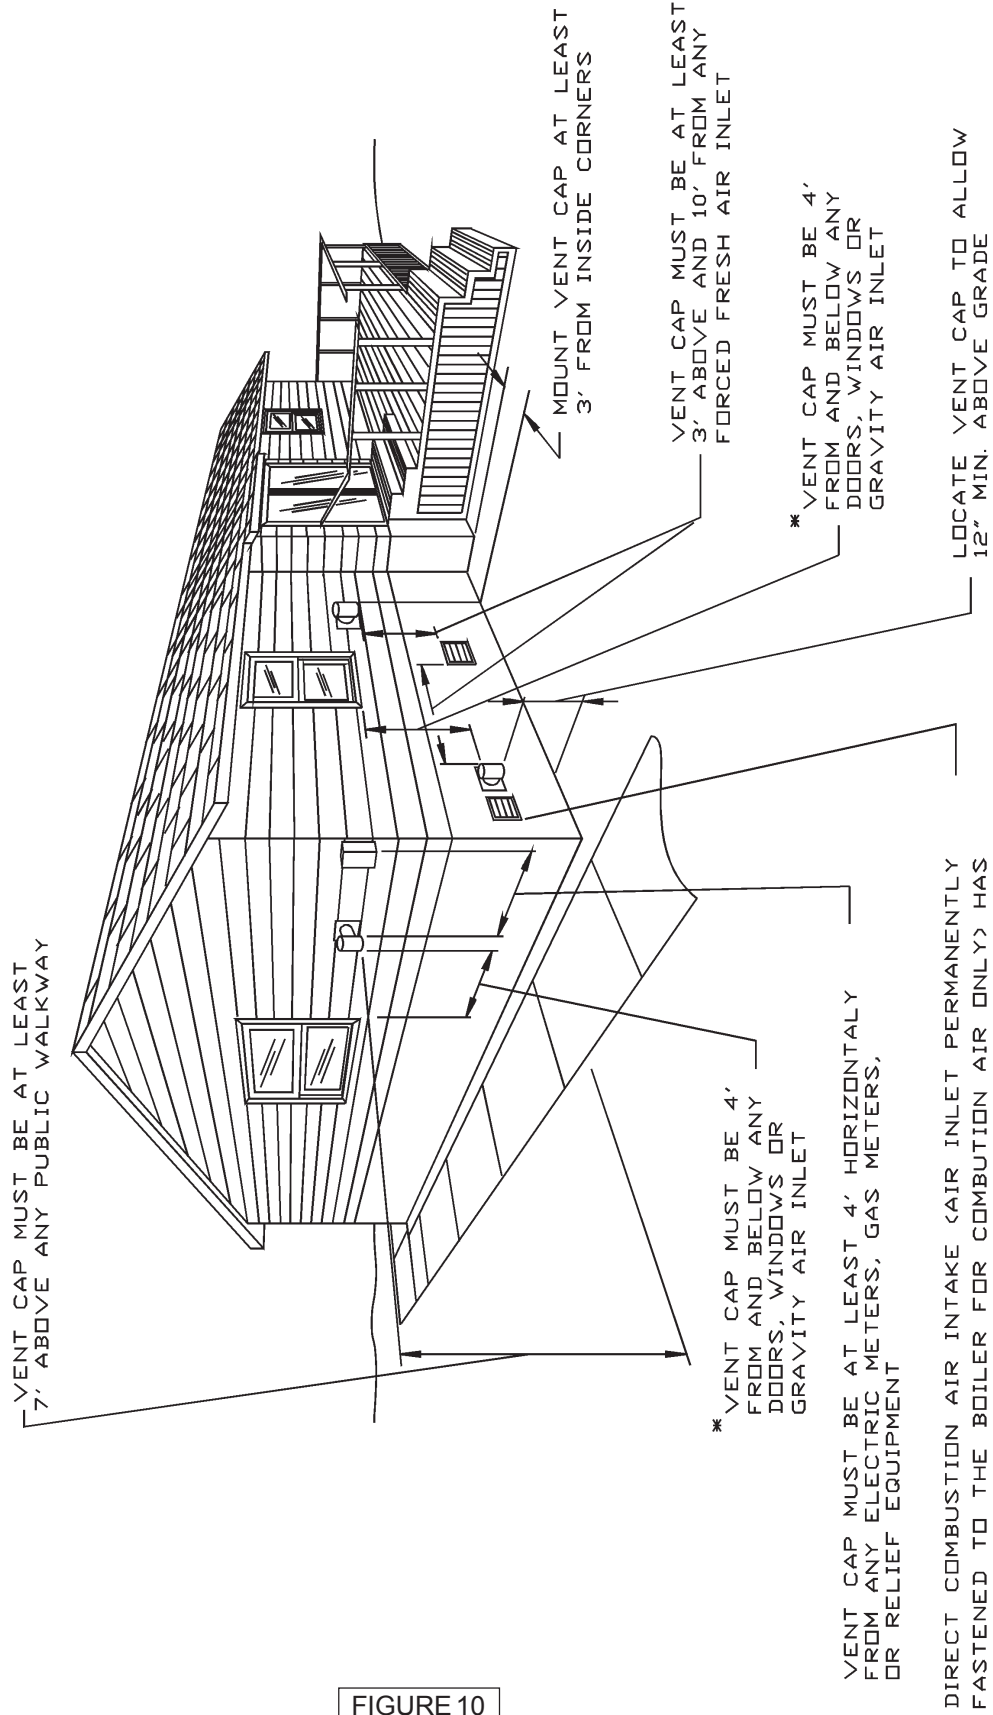 VENT CAP MUST BE AT LEAST
7' ABOVE ANY PUBLIC WALKWAY
MOUNT VENT CAP AT LEAST
3' FROM INSIDE CORNERS
VENT CAP MUST BE AT LEAST
3' ABOVE AND 10' FROM ANY
FORCED FRESH AIR INLET
* VENT CAP MUST BE 4'
FROM AND BELOW ANY
DOORS, WINDOWS OR
GRAVITY AIR INLET
LOCATE VENT CAP TO ALLOW
12" MIN. ABOVE GRADE
* VENT CAP MUST BE 4'
FROM AND BELOW ANY
DOORS, WINDOWS OR
GRAVITY AIR INLET
VENT CAP MUST BE AT LEAST 4' HORIZONTALY
FROM ANY ELECTRIC METERS, GAS METERS,
OR RELIEF EQUIPMENT
DIRECT COMBUSTION AIR INTAKE (AIR INLET PERMANENTLY
FASTENED TO THE BOILER FOR COMBUTION AIR ONLY) HAS
FIGURE 10